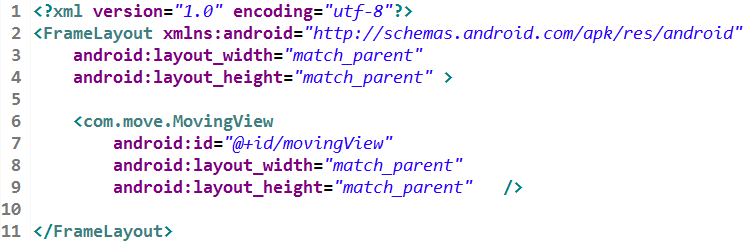 1 <?xml version="1.0" encoding="utf-8"?>
2 <FrameLayout xmlns:android="http://schemas.android.com/apk/res/android"
3     android:layout_width="match_parent"
4     android:layout_height="match_parent" >
5
6     <com.move.MovingView
7         android:id="@+id/movingView"
8         android:layout_width="match_parent"
9         android:layout_height="match_parent"   />
10
11 </FrameLayout>